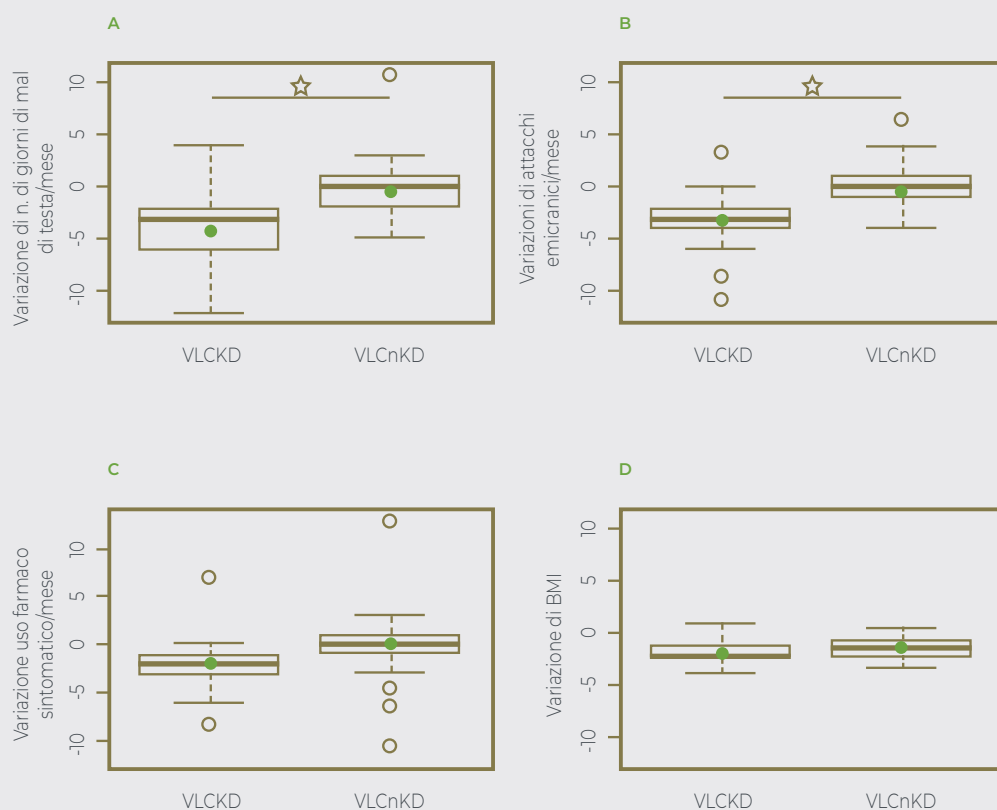 A
Variazione di n. di giorni di mal
di testa/mese
10
5
0
-5
-10
VLCKD
VLCnKD
B
Variazioni di attacchi
emicranici/mese
10
5
0
-5
-10
VLCKD
VLCnKD
C
Variazione uso farmaco
sintomatico/mese
10
5
0
-5
-10
VLCKD
VLCnKD
D
Variazione di BMI
10
5
0
-5
-10
VLCKD
VLCnKD